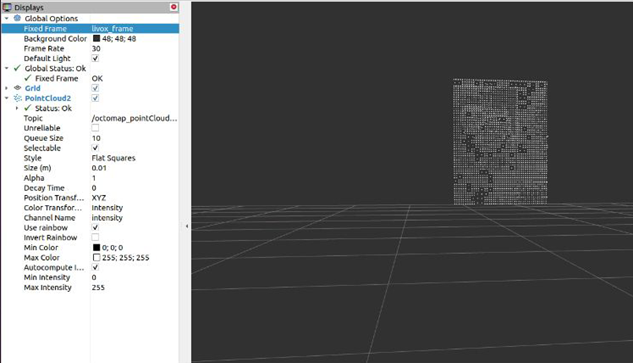 Displays
Global Options
Fixed Frame livox_frame
Background Color 48; 48; 48
Frame Rate 30
Default Light
Global Status: Ok
Fixed Frame OK
Grid
PointCloud2
Status: Ok
Topic /octomap_pointCloud...
Unreliable
Queue Size 10
Selectable
Style Flat Squares
Size (m) 0.01
Alpha 1
Decay Time 0
Position Transf... XYZ
Color Transfor... Intensity
Channel Name intensity
Use rainbow
Invert Rainbow
Min Color 0; 0; 0
Max Color 255; 255; 255
Autocompute I...
Min Intensity 0
Max Intensity 255